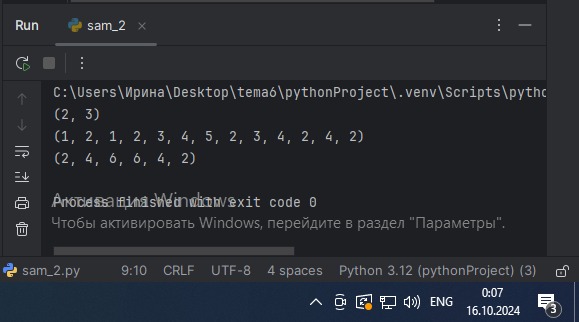 Run sam_2
C:\Users\Ирина\Desktop\tema6\pythonProject\.venv\Scripts\pytho
(2, 3)
(1, 2, 1, 2, 3, 4, 5, 2, 3, 4, 2, 4, 2)
(2, 4, 6, 6, 4, 2)
Активация Windows
Process finished with exit code 0
Чтобы активировать Windows, перейдите в раздел "Параметры".
sam_2.py 9:10 CRLF UTF-8 4 spaces Python 3.12 (pythonProject) (3)
ENG 0:07
16.10.2024 3